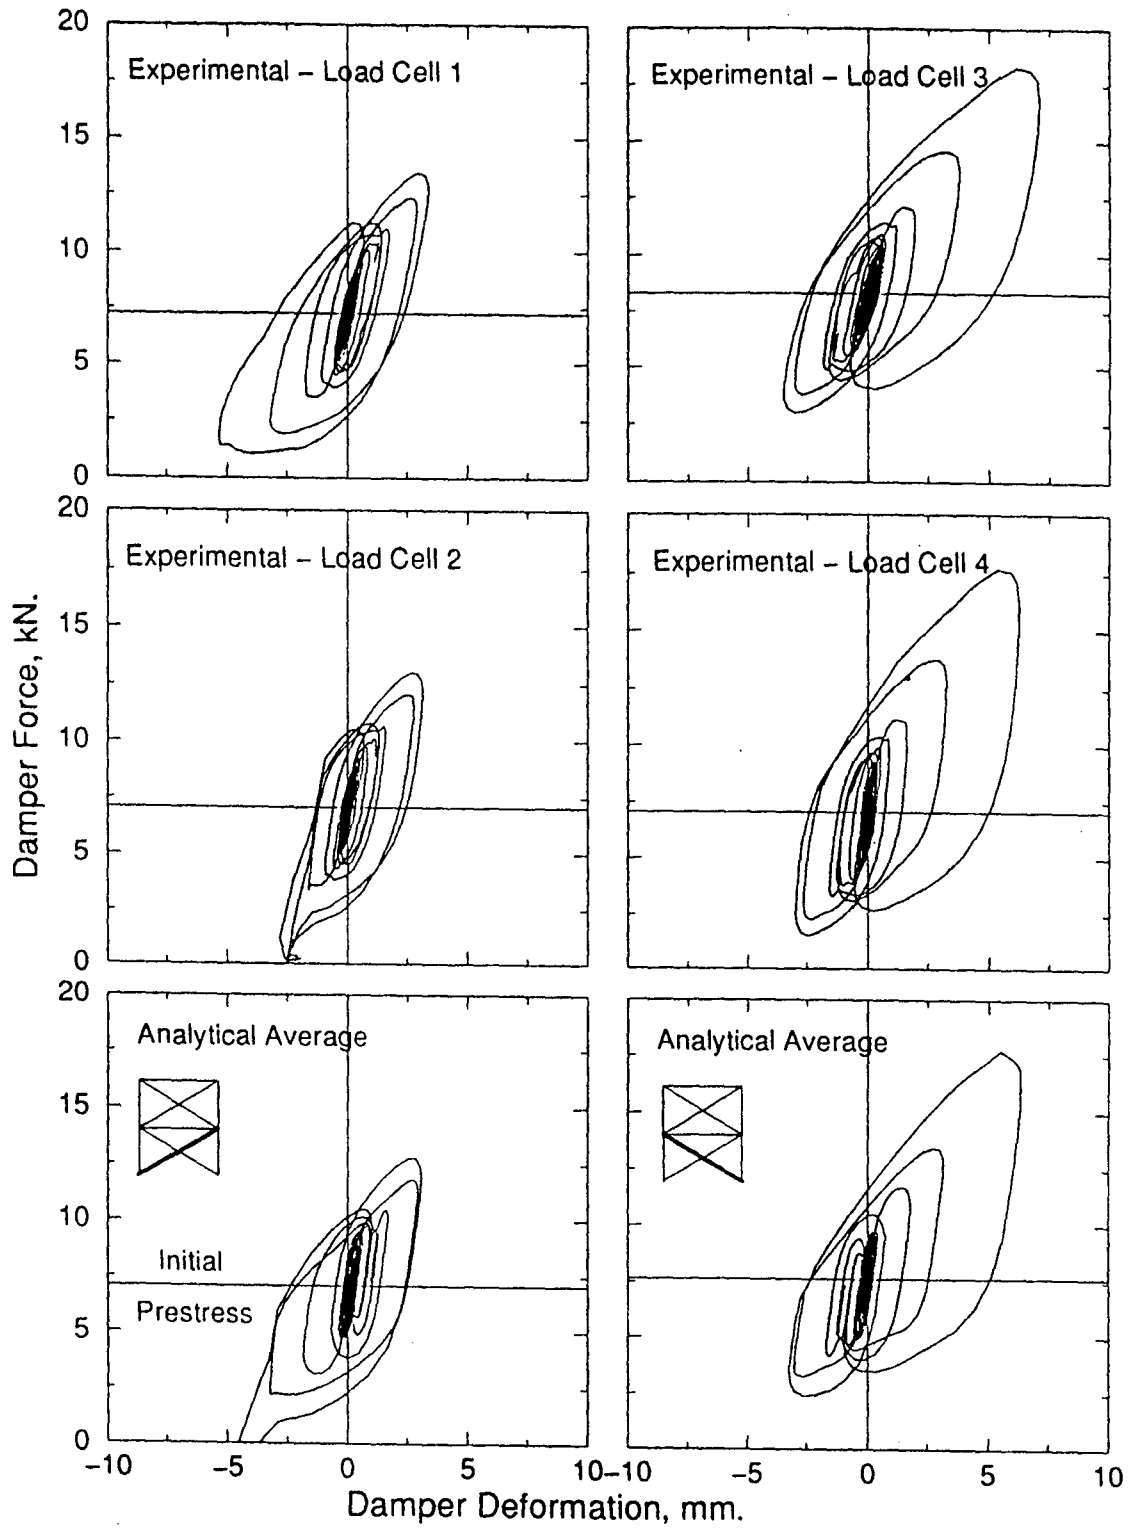 20
Experimental – Load Cell 1
Experimental – Load Cell 3
15
10
5
0
20
Experimental – Load Cell 2
Experimental – Load Cell 4
15
10
5
0
Damper Force, kN.
20
Analytical Average
Analytical Average
15
10
Initial
Prestress
5
0
−10 −5 0 5 10 −10 −5 0 5 10
Damper Deformation, mm.